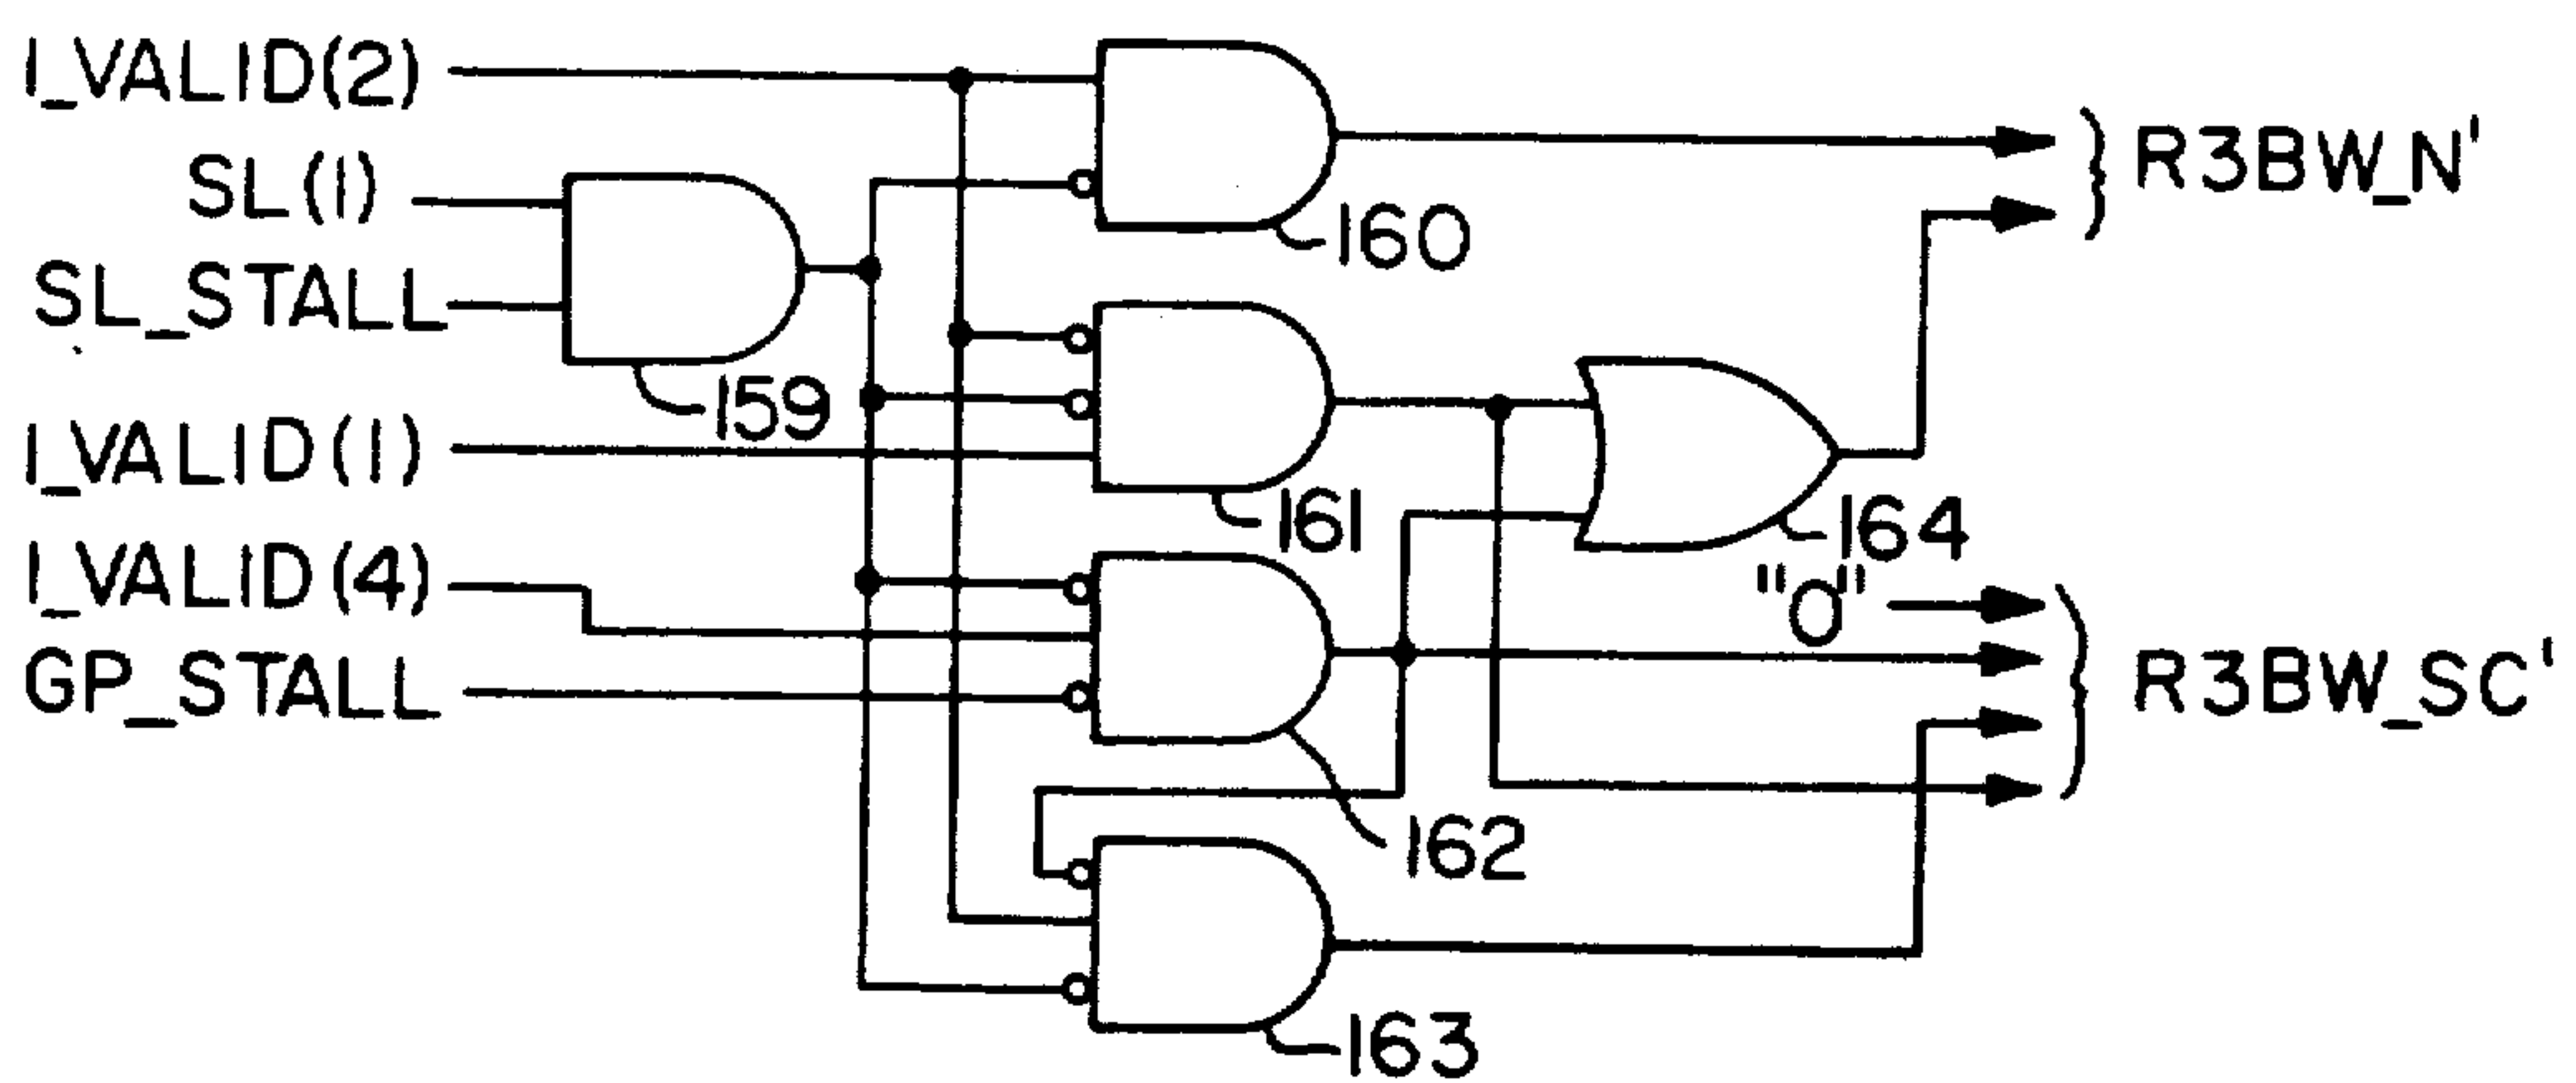 I_VALID(2)
SL(1)
SL_STALL
I_VALID(1)
I_VALID(4)
GP_STALL
159
160
161
162
163
164
"0"
R3BW_N'
R3BW_SC'